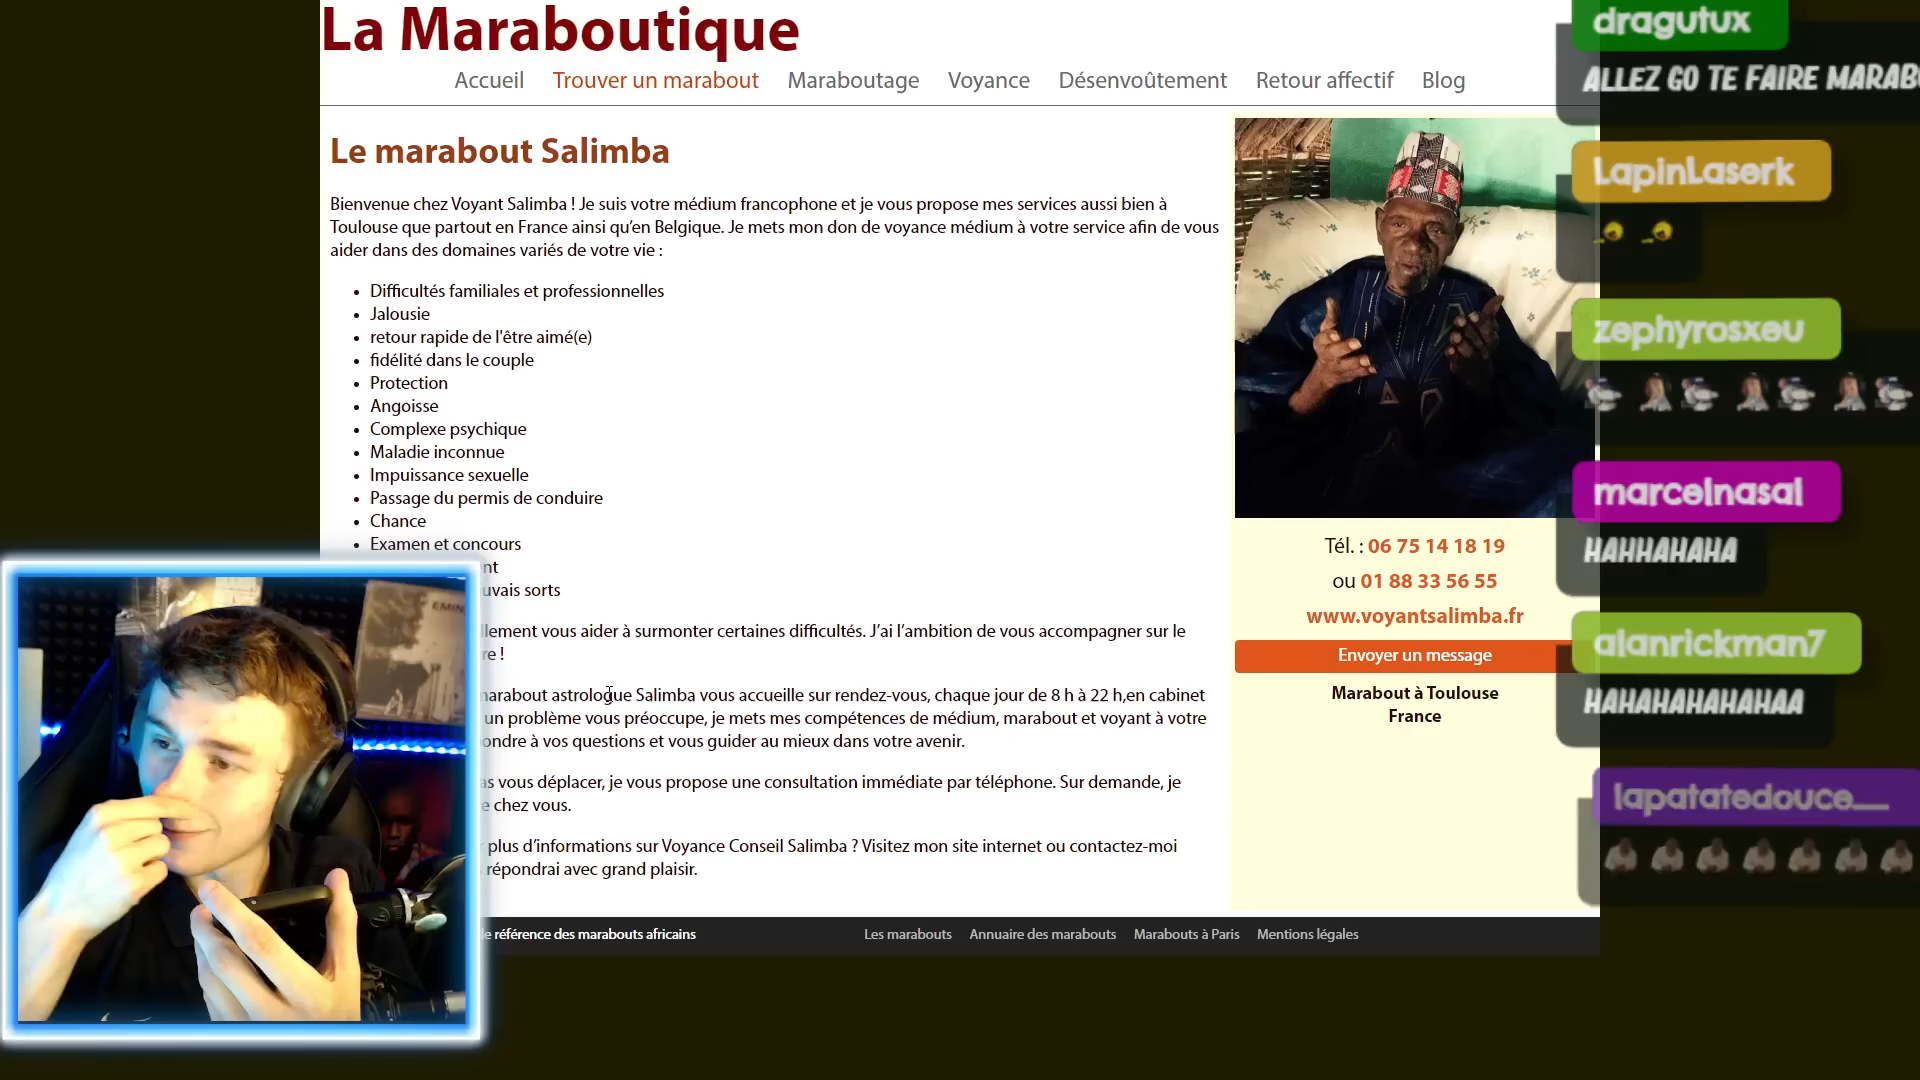 La Maraboutique
Accueil Trouver un marabout Maraboutage Voyance Désenvoûtement Retour affectif Blog
Le marabout Salimba
Bienvenue chez Voyant Salimba ! Je suis votre médium francophone et je vous propose mes services aussi bien à
Toulouse que partout en France ainsi qu’en Belgique. Je mets mon don de voyance médium à votre service afin de vous
aider dans des domaines variés de votre vie :
• Difficultés familiales et professionnelles
• Jalousie
• retour rapide de l'être aimé(e)
• fidélité dans le couple
• Protection
• Angoisse
• Complexe psychique
• Maladie inconnue
• Impuissance sexuelle
• Passage du permis de conduire
• Chance
• Examen et concours
sorts
vous aider à surmonter certaines difficultés. J’ai l’ambition de vous accompagner sur le
!
marabout astrologue Salimba vous accueille sur rendez-vous, chaque jour de 8 h à 22 h,en cabinet
un problème vous préoccupe, je mets mes compétences de médium, marabout et voyant à votre
à vos questions et vous guider au mieux dans votre avenir.
vous déplacer, je vous propose une consultation immédiate par téléphone. Sur demande, je
chez vous.
plus d’informations sur Voyance Conseil Salimba ? Visitez mon site internet ou contactez-moi
répondrai avec grand plaisir.
Tél. : 06 75 14 18 19
ou 01 88 33 56 55
www.voyantsalimba.fr
Envoyer un message
Marabout à Toulouse
France
référence des marabouts africains
Les marabouts Annuaire des marabouts Marabouts à Paris Mentions légales
dragutux
ALLEZ GO TE FAIRE
LapinLaserk
zephyrosxeu
marcelnasal
HAHHAHAHA
alanrickman7
HAHAHAHAHAHAA
lapatatedouce__